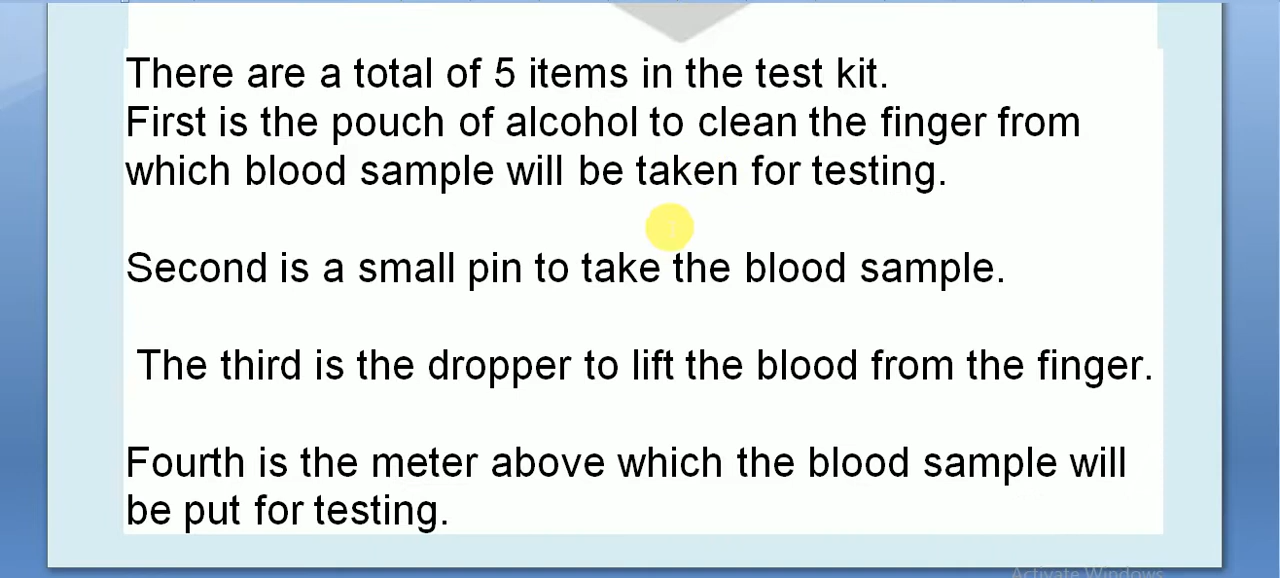 There are a total of 5 items in the test kit.
First is the pouch of alcohol to clean the finger from
which blood sample will be taken for testing.
Second is a small pin to take the blood sample.
The third is the dropper to lift the blood from the finger.
Fourth is the meter above which the blood sample will
be put for testing.
Activate Windows